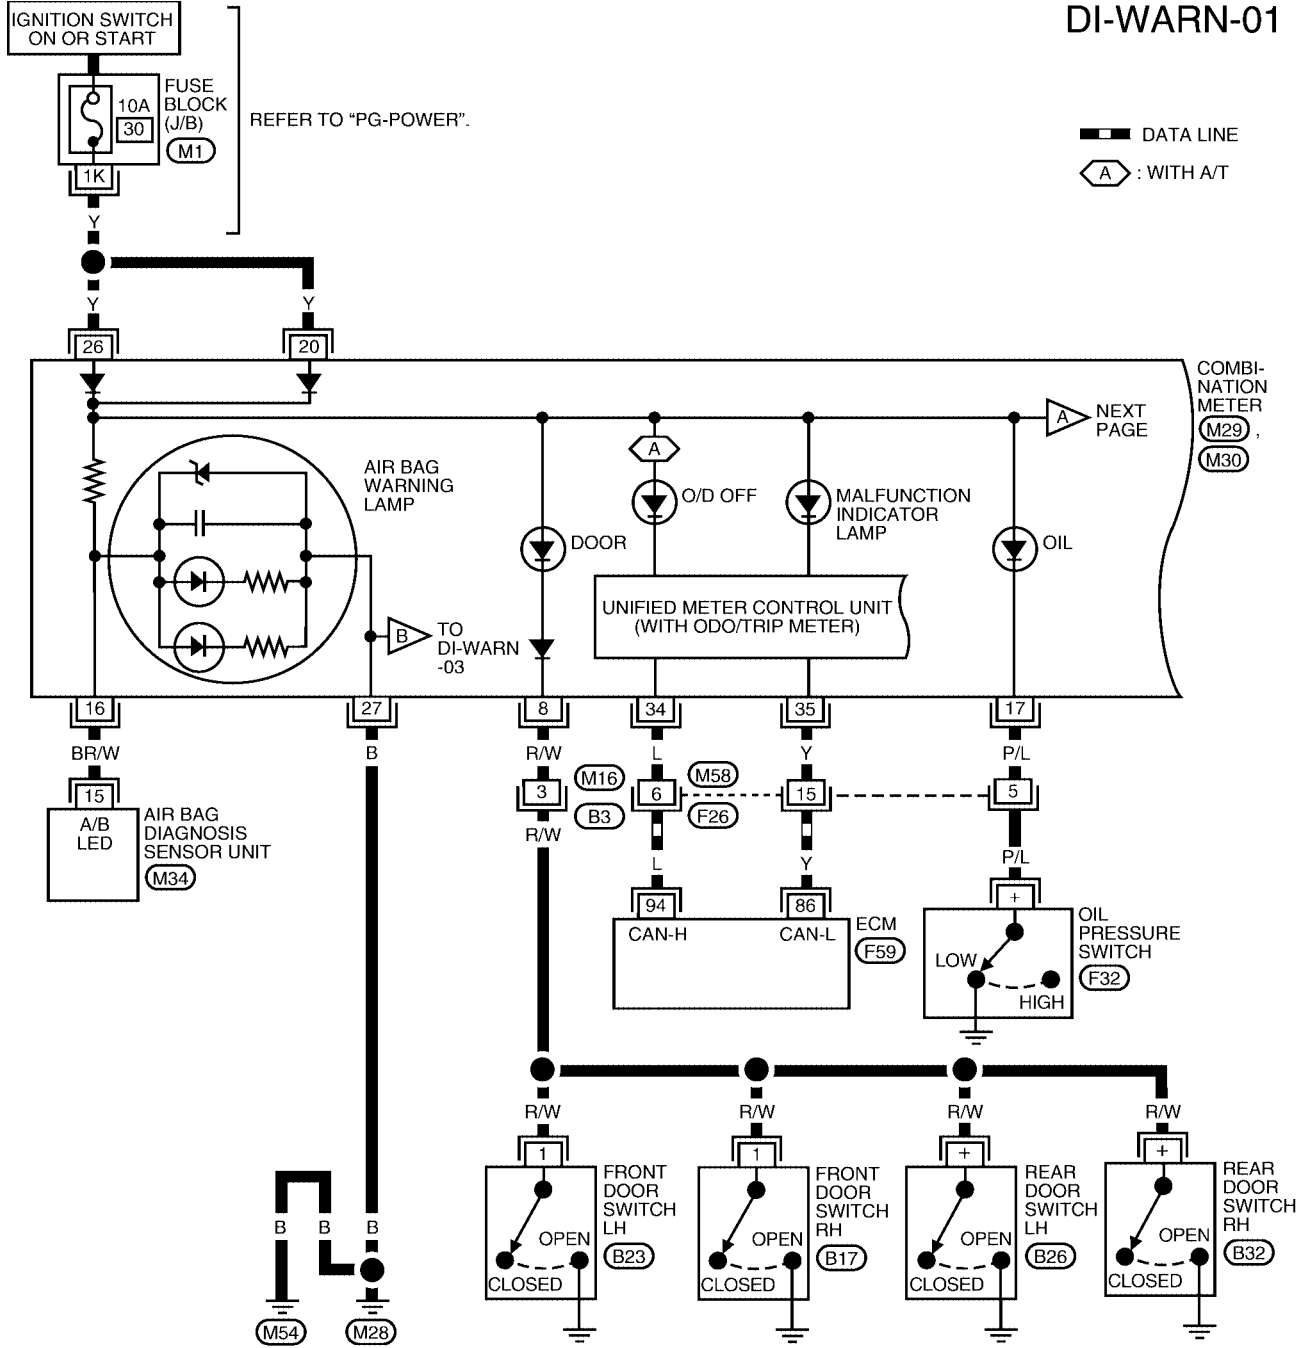 DI-WARN-01
IGNITION SWITCH
ON OR START
FUSE
BLOCK
(J/B)
10A
30
M1
1K
REFER TO “PG-POWER”.
DATA LINE
A : WITH A/T
Y
Y
Y
26
20
COMBI-
NATION
METER
M29 ,
M30
A
NEXT
PAGE
A
AIR BAG
WARNING
LAMP
O/D OFF
MALFUNCTION
INDICATOR
LAMP
DOOR
OIL
UNIFIED METER CONTROL UNIT
(WITH ODO/TRIP METER)
B
TO
DI-WARN
-03
16
27
8
34
35
17
BR/W
B
R/W
L
Y
P/L
15
3
M16
B3
6
M58
F26
15
5
A/B
LED
AIR BAG
DIAGNOSIS
SENSOR UNIT
M34
R/W
L
Y
P/L
94
86
+
CAN-H
CAN-L
ECM
F59
OIL
PRESSURE
SWITCH
F32
LOW
HIGH
R/W
R/W
R/W
R/W
1
1
+
+
FRONT
DOOR
SWITCH
LH
B23
OPEN
CLOSED
FRONT
DOOR
SWITCH
RH
B17
OPEN
CLOSED
REAR
DOOR
SWITCH
LH
B26
OPEN
CLOSED
REAR
DOOR
SWITCH
RH
B32
OPEN
CLOSED
B
B
B
M54
M28